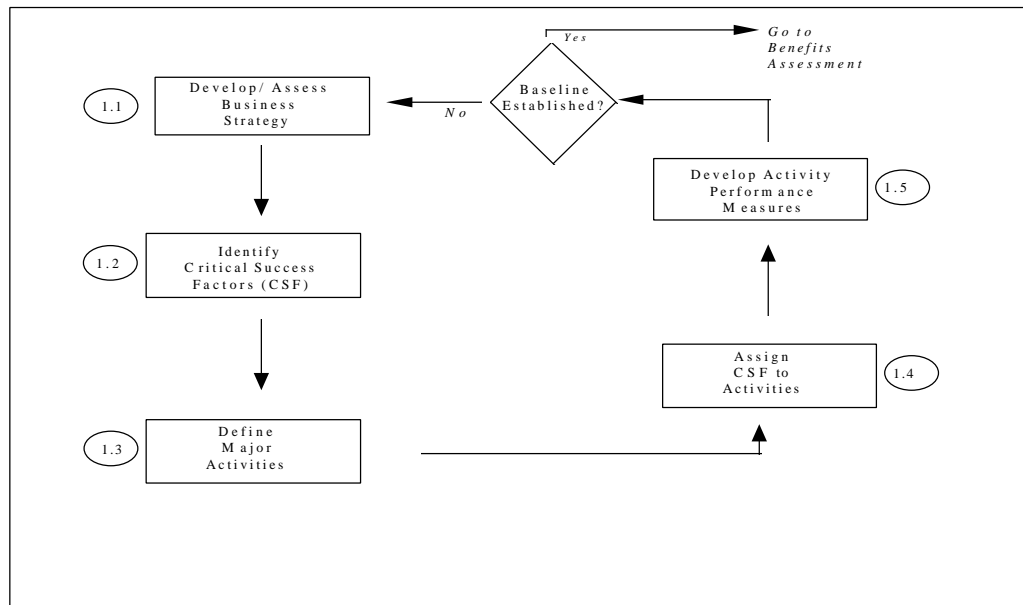 Yes
Go to
Benefits
Assessment
1.1
Develop/ Assess
Business
Strategy
No
Baseline
Established?
Develop Activity
Performance
Measures
1.5
1.2
Identify
Critical Success
Factors (CSF)
Assign
CSF to
Activities
1.4
1.3
Define
Major
Activities